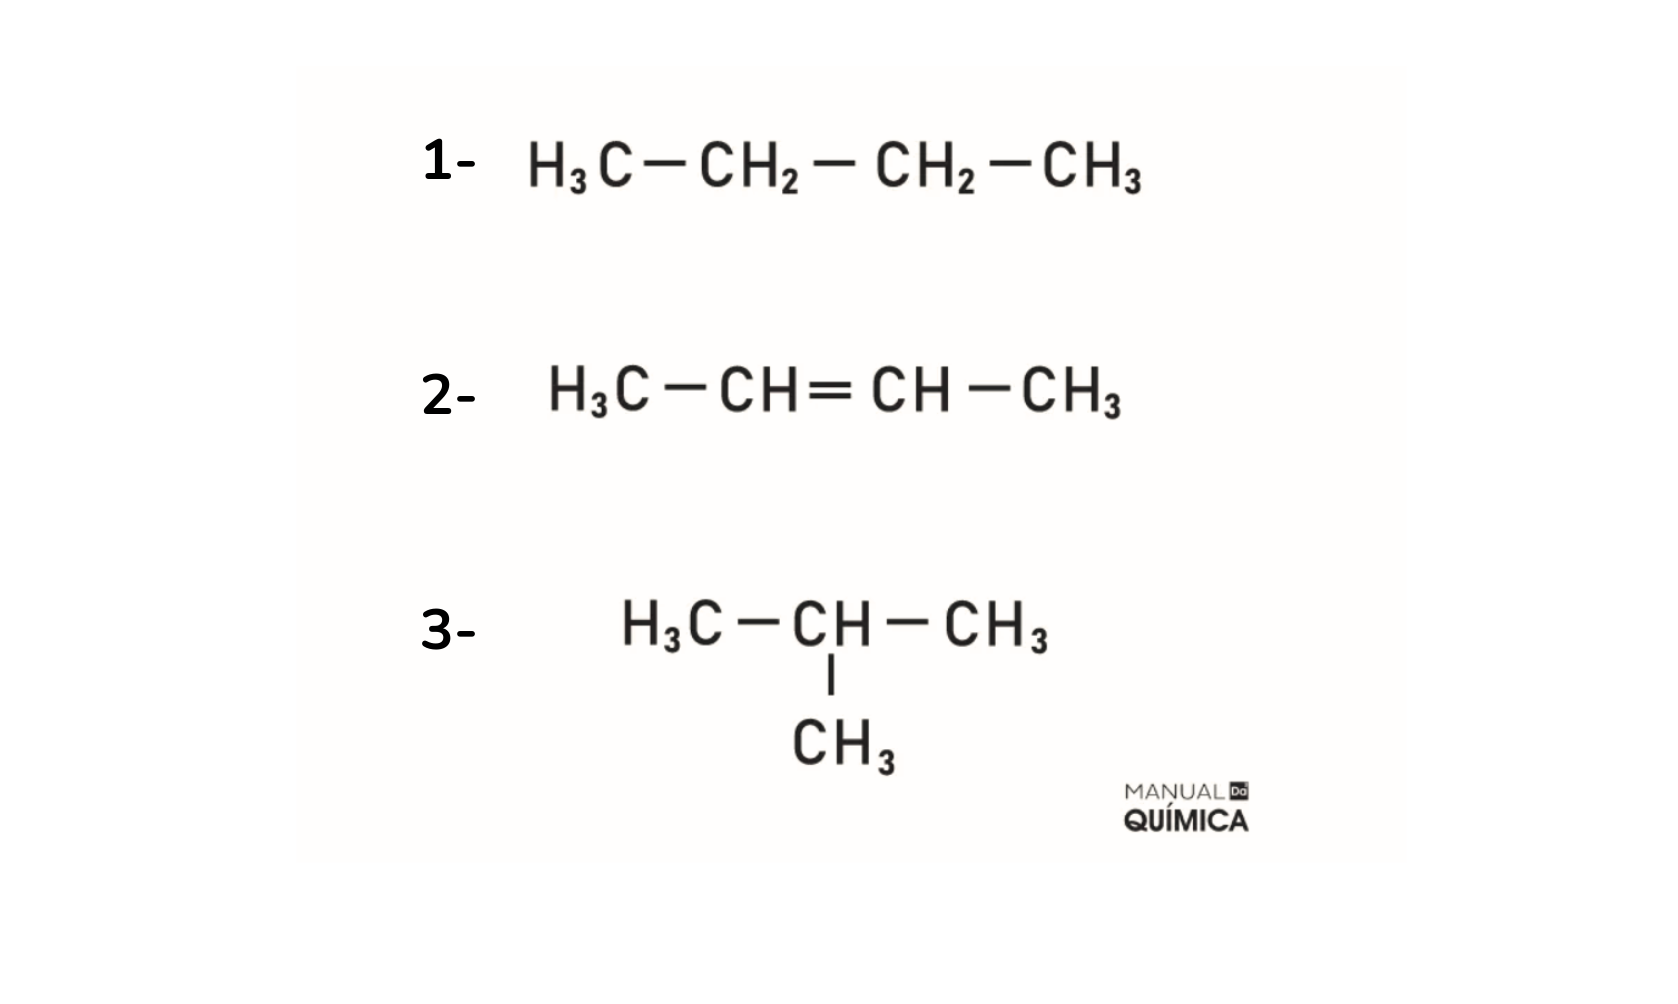 1- H₃C—CH₂—CH₂—CH₃
2- H₃C—CH=CH—CH₃
3- H₃C—CH—CH₃
|
CH₃
MANUAL Da
QUÍMICA